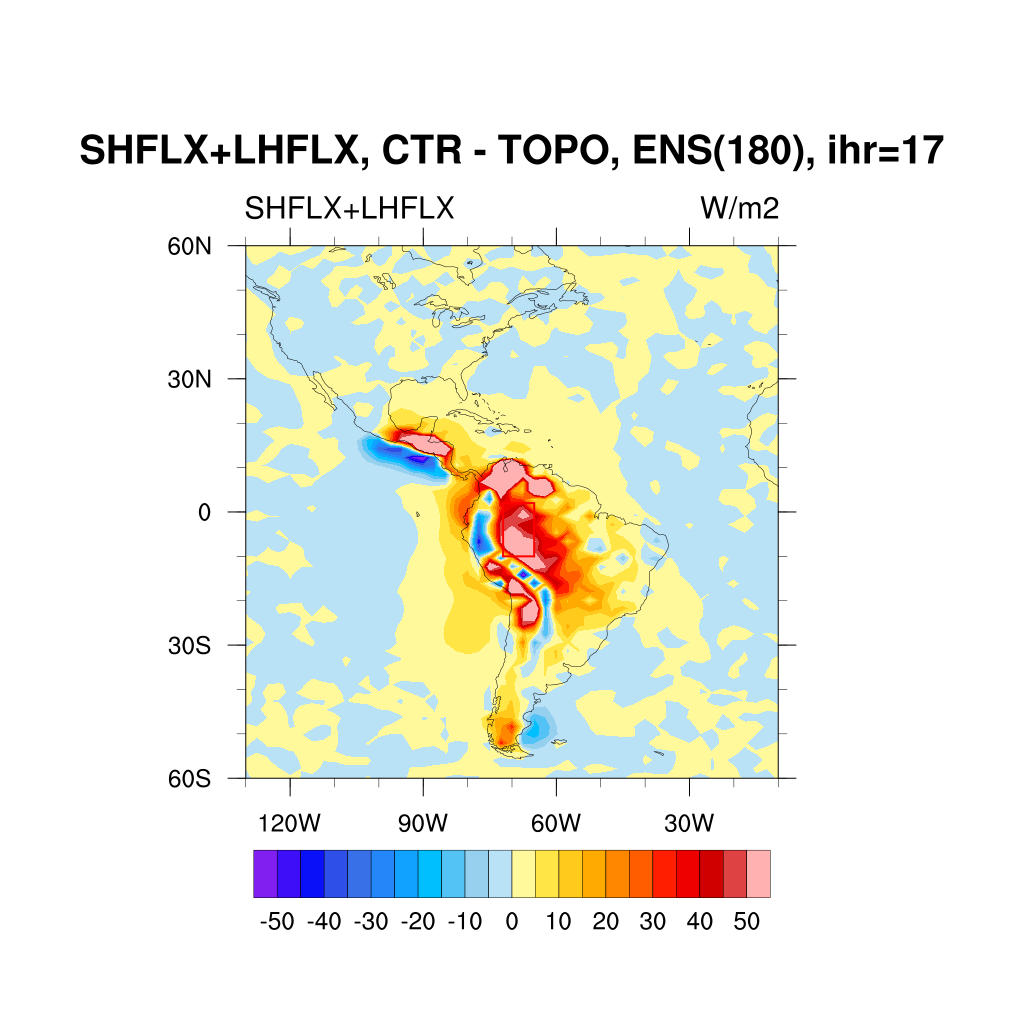 SHFLX+LHFLX, CTR - TOPO, ENS(180), ihr=17
SHFLX+LHFLX W/m2
60N
30N
0
30S
60S
120W 90W 60W 30W
-50 -40 -30 -20 -10 0 10 20 30 40 50